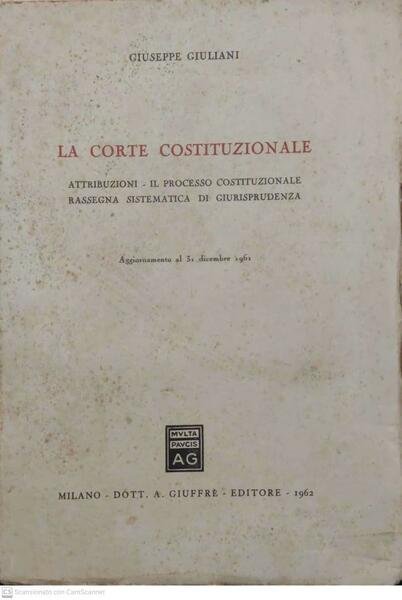 GIUSEPPE GIULIANI
LA CORTE COSTITUZIONALE
ATTRIBUZIONI - IL PROCESSO COSTITUZIONALE
RASSEGNA SISTEMATICA DI GIURISPRUDENZA
Aggiornamento al 31 dicembre 1961
MVLTA
PAVCIS
AG
MILANO - DOTT. A. GIUFFRÈ - EDITORE - 1962
CS Scansionato con CamScanner